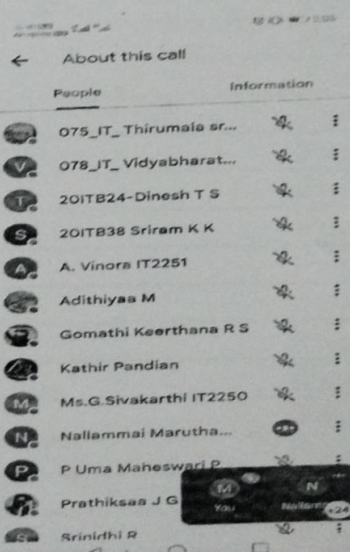 About this call
People Information
075_IT_ Thirumala sr...
V 078_IT_ Vidyabharat...
T 20ITB24-Dinesh T S
S 20ITB38 Sriram K K
A A. Vinora IT2251
Adithiyaa M
Gomathi Keerthana R S
Kathir Pandian
M Ms.G.Sivakarthi IT2250
N Nallammai Marutha...
P P Uma Maheswari P
M N
Prathiksaa J G
You
+24
S Srinidhi R